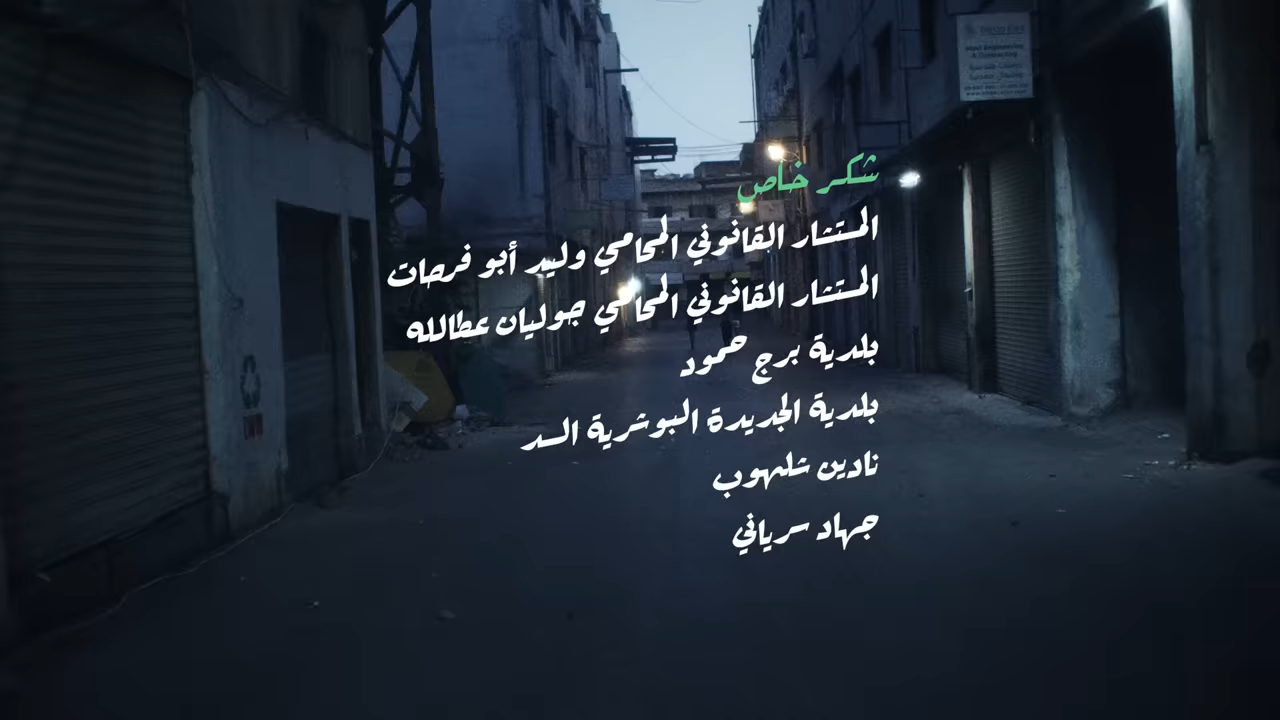 شكر خاص
المستشار القانوني المحامي وليد أبو فرحات
المستشار القانوني المحامي جوليان عطالله
بلدية برج حمود
بلدية الجديدة البوشرية السد
نادين شلهوب
جهاد سرياني